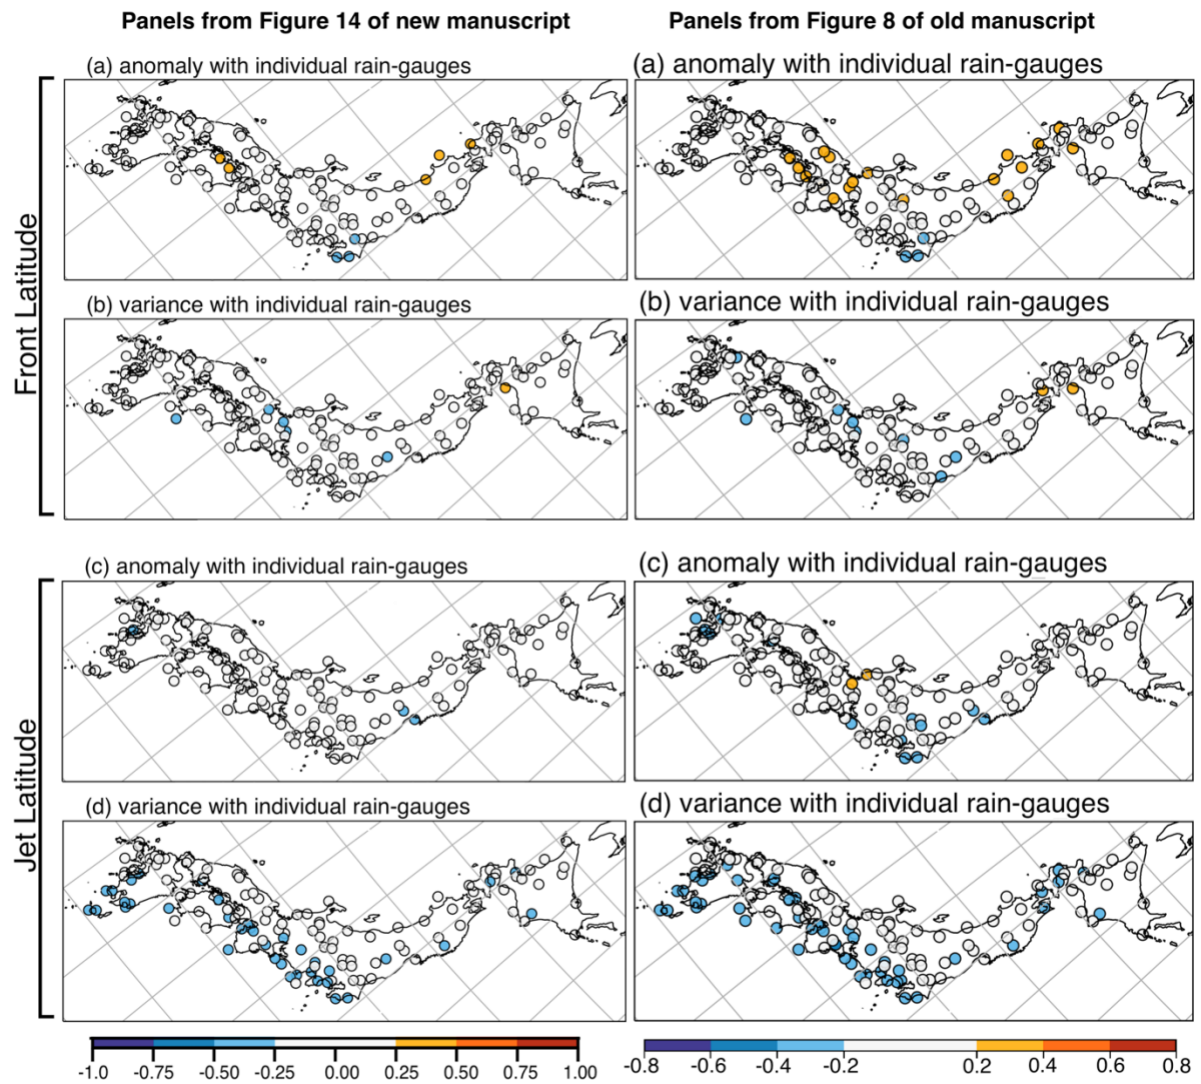 Panels from Figure 14 of new manuscript
Panels from Figure 8 of old manuscript
(a) anomaly with individual rain-gauges
(a) anomaly with individual rain-gauges
(b) variance with individual rain-gauges
(b) variance with individual rain-gauges
Front Latitude
(c) anomaly with individual rain-gauges
(c) anomaly with individual rain-gauges
(d) variance with individual rain-gauges
(d) variance with individual rain-gauges
Jet Latitude
-1.0 -0.75 -0.50 -0.25 0.00 0.25 0.50 0.75 1.00
-0.8 -0.6 -0.4 -0.2 0.2 0.4 0.6 0.8